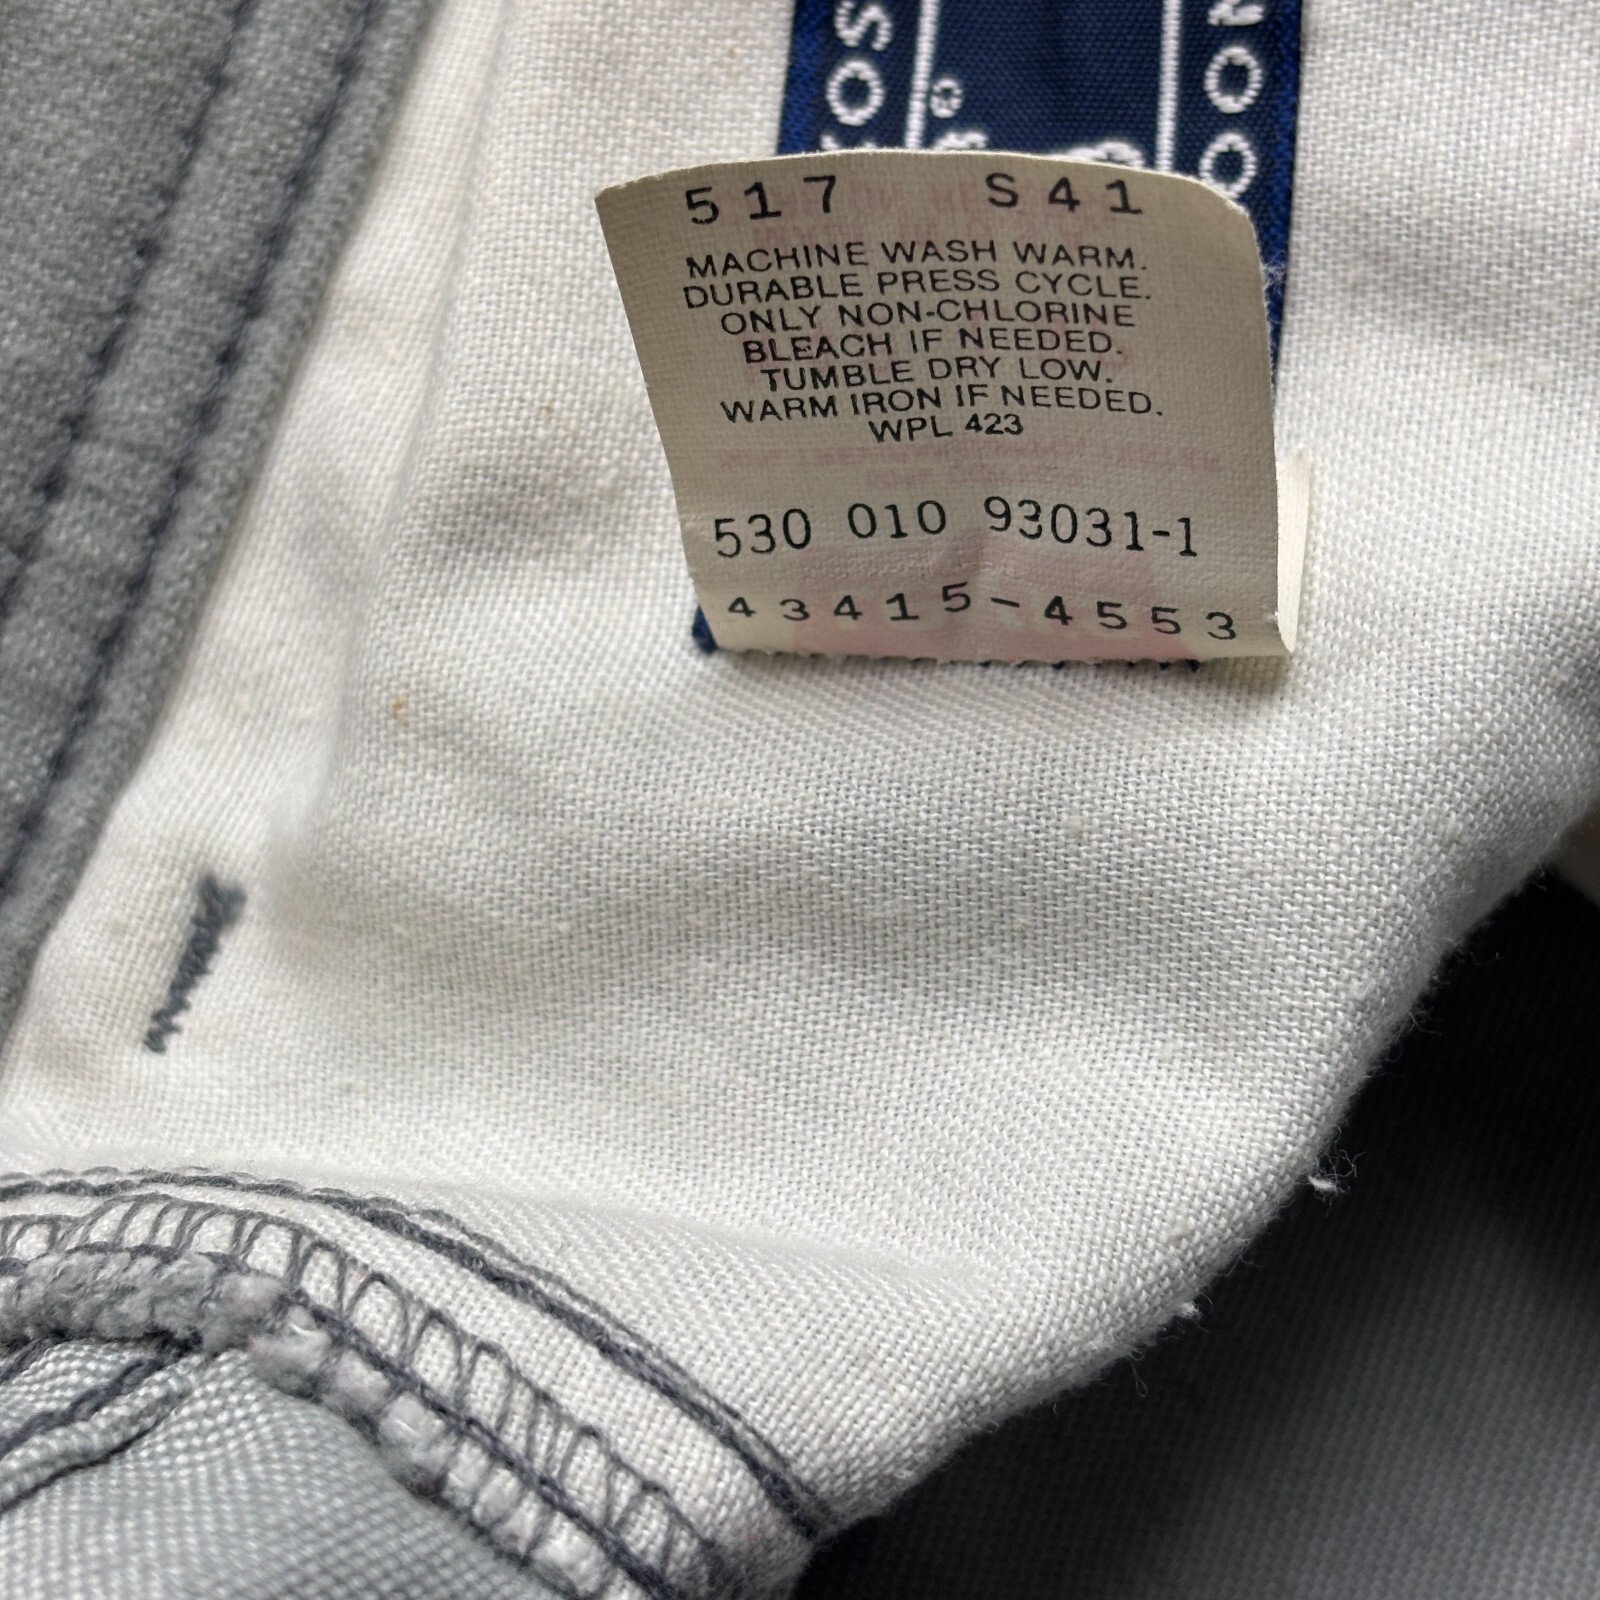 517 S41
MACHINE WASH WARM.
DURABLE PRESS CYCLE.
ONLY NON-CHLORINE
BLEACH IF NEEDED.
TUMBLE DRY LOW.
WARM IRON IF NEEDED.
WPL 423
530 010 93031-1
43415-4553